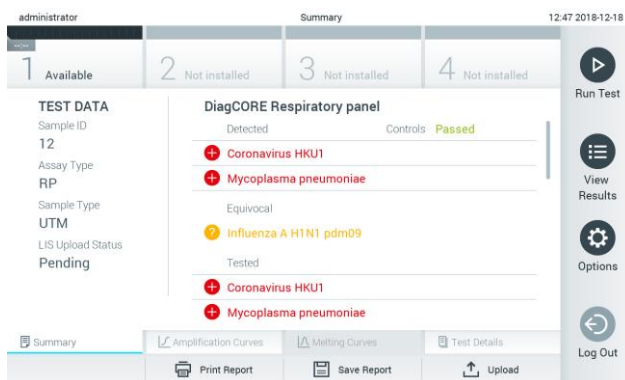 administrator
Summary
12:47 2018-12-18
1 Available
2 Not installed
3 Not installed
4 Not installed
Run Test
View
Results
Options
Log Out
TEST DATA
Sample ID
12
Assay Type
RP
Sample Type
UTM
LIS Upload Status
Pending
DiagCORE Respiratory panel
Detected
Controls Passed
Coronavirus HKU1
Mycoplasma pneumoniae
Equivocal
Influenza A H1N1 pdm09
Tested
Coronavirus HKU1
Mycoplasma pneumoniae
Summary
Amplification Curves
Melting Curves
Test Details
Print Report
Save Report
Upload